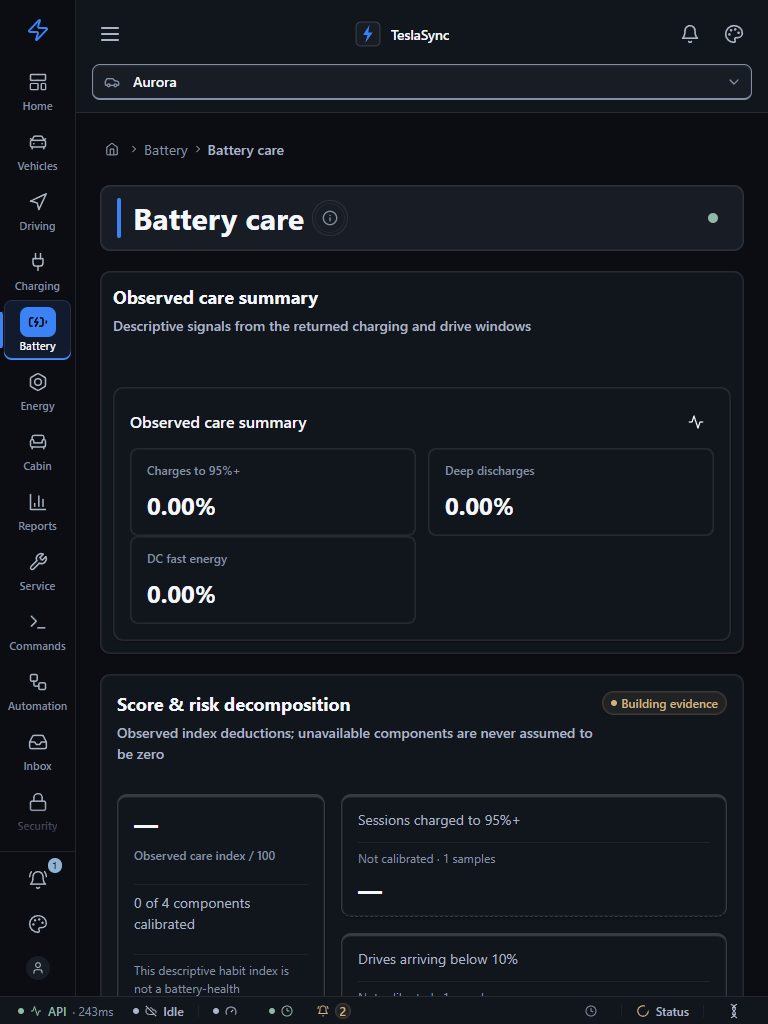 TeslaSync
Aurora
Home
Vehicles
Driving
Charging
Battery
Energy
Cabin
Reports
Service
Commands
Automation
Inbox
Security
1
Battery
Battery care
Battery care
Observed care summary
Descriptive signals from the returned charging and drive windows
Observed care summary
Charges to 95%+
0.00%
Deep discharges
0.00%
DC fast energy
0.00%
Score & risk decomposition
Building evidence
Observed index deductions; unavailable components are never assumed to
be zero
—
Observed care index / 100
0 of 4 components
calibrated
This descriptive habit index is
not a battery-health
Sessions charged to 95%+
Not calibrated · 1 samples
—
Drives arriving below 10%
API · 243ms
Idle
2
Status